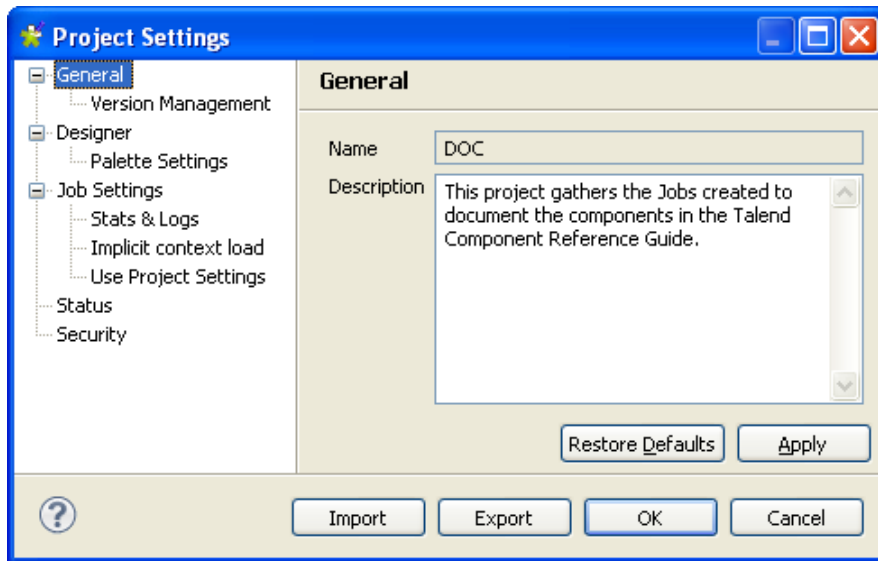 Project Settings
General
Version Management
Designer
Palette Settings
Job Settings
Stats & Logs
Implicit context load
Use Project Settings
Status
Security
General
Name
DOC
Description
This project gathers the Jobs created to
document the components in the Talend
Component Reference Guide.
Restore Defaults
Apply
?
Import
Export
OK
Cancel